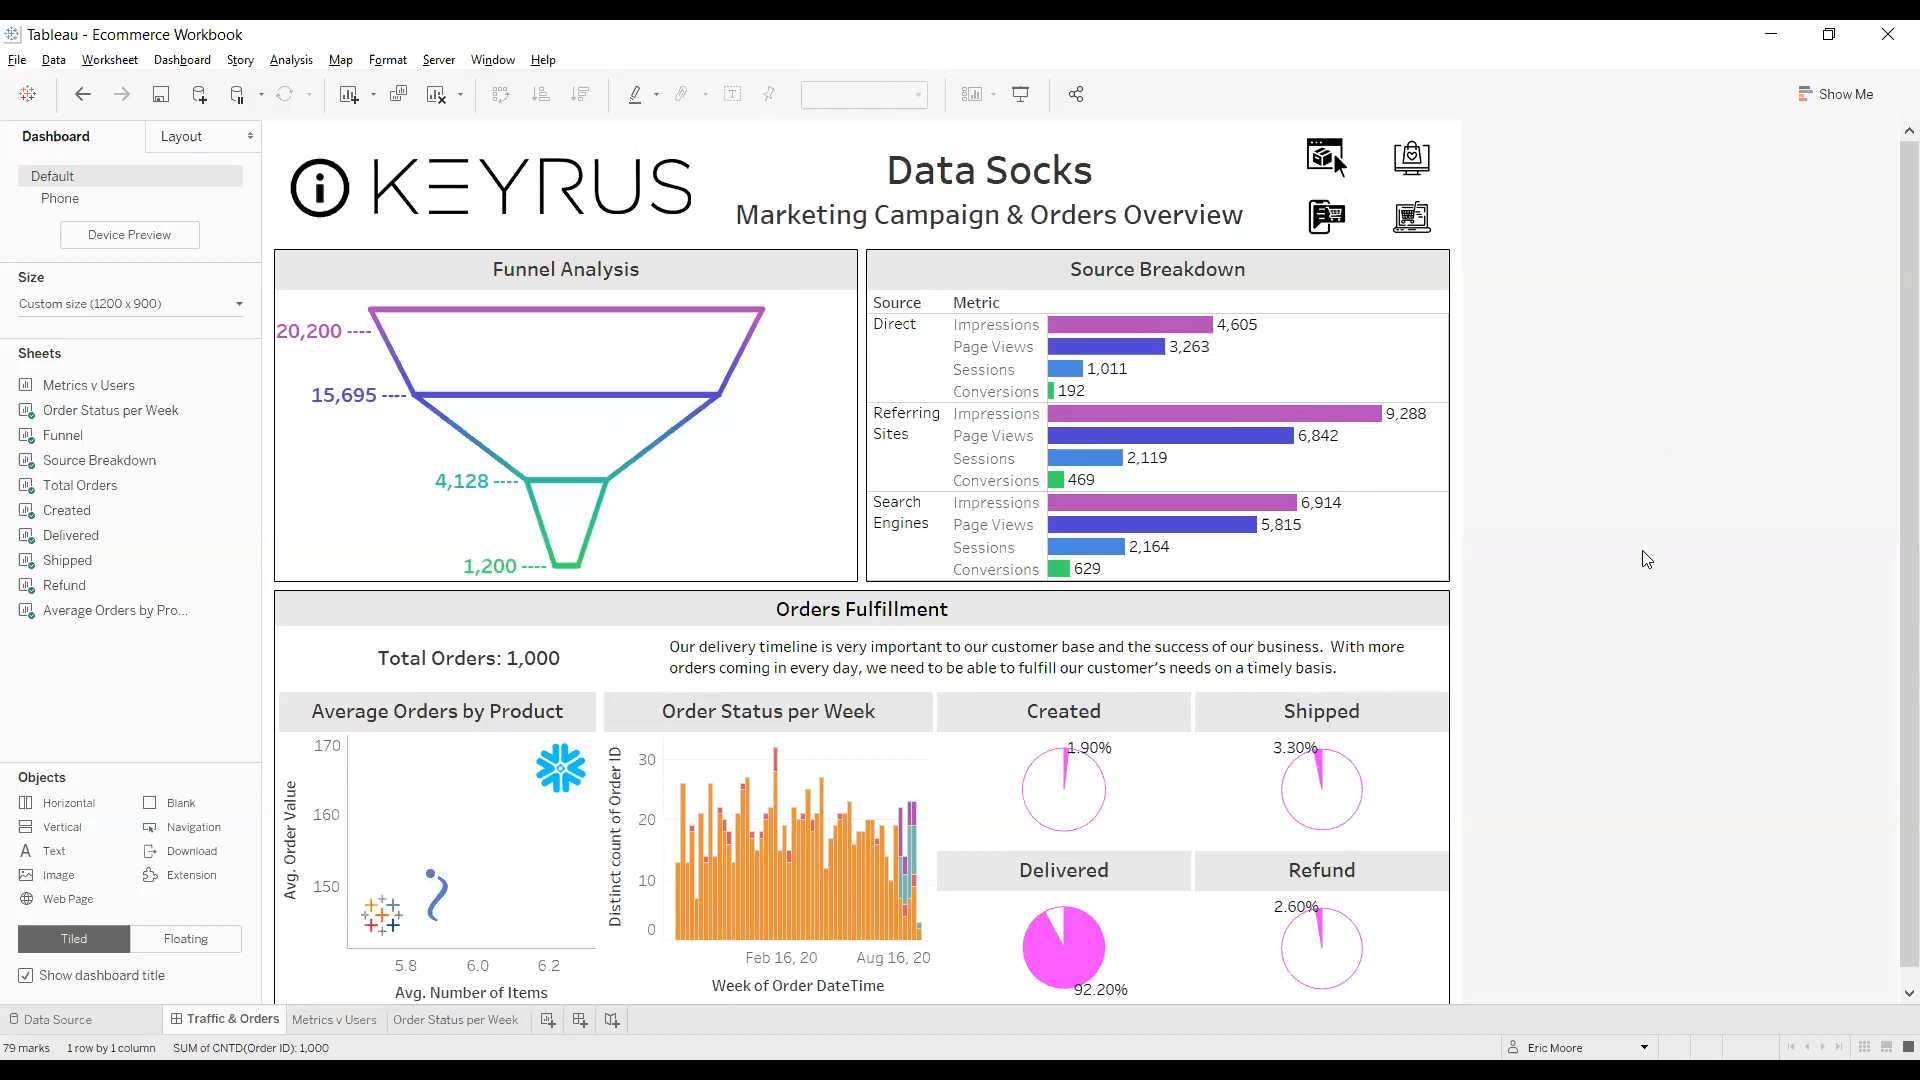 Tableau - Ecommerce Workbook
File Data Worksheet Dashboard Story Analysis Map Format Server Window Help
Show Me
Dashboard Layout
Default
Phone
Device Preview
Size
Custom size (1200 x 900)
Sheets
Metrics v Users
Order Status per Week
Funnel
Source Breakdown
Total Orders
Created
Delivered
Shipped
Refund
Average Orders by Pro...
Objects
Horizontal Blank
Vertical Navigation
Text Download
Image Extension
Web Page
Tiled Floating
Show dashboard title
KEYRUS
Data Socks
Marketing Campaign & Orders Overview
Funnel Analysis
20,200 ----
15,695 ----
4,128 ----
1,200 ----
Source Breakdown
Source Metric
Direct Impressions 4,605
Page Views 3,263
Sessions 1,011
Conversions 192
Referring Impressions 9,288
Sites Page Views 6,842
Sessions 2,119
Conversions 469
Search Impressions 6,914
Engines Page Views 5,815
Sessions 2,164
Conversions 629
Orders Fulfillment
Total Orders: 1,000
Our delivery timeline is very important to our customer base and the success of our business. With more
orders coming in every day, we need to be able to fulfill our customer's needs on a timely basis.
Average Orders by Product
Avg. Order Value
170
160
150
5.8 6.0 6.2
Avg. Number of Items
Order Status per Week
Distinct count of Order ID
30
20
10
0
Feb 16, 20 Aug 16, 20
Week of Order DateTime
Created
1.90%
Shipped
3.30%
Delivered
92.20%
Refund
2.60%
Data Source Traffic & Orders Metrics v Users Order Status per Week
79 marks 1 row by 1 column SUM of CNTD(Order ID): 1,000
Eric Moore